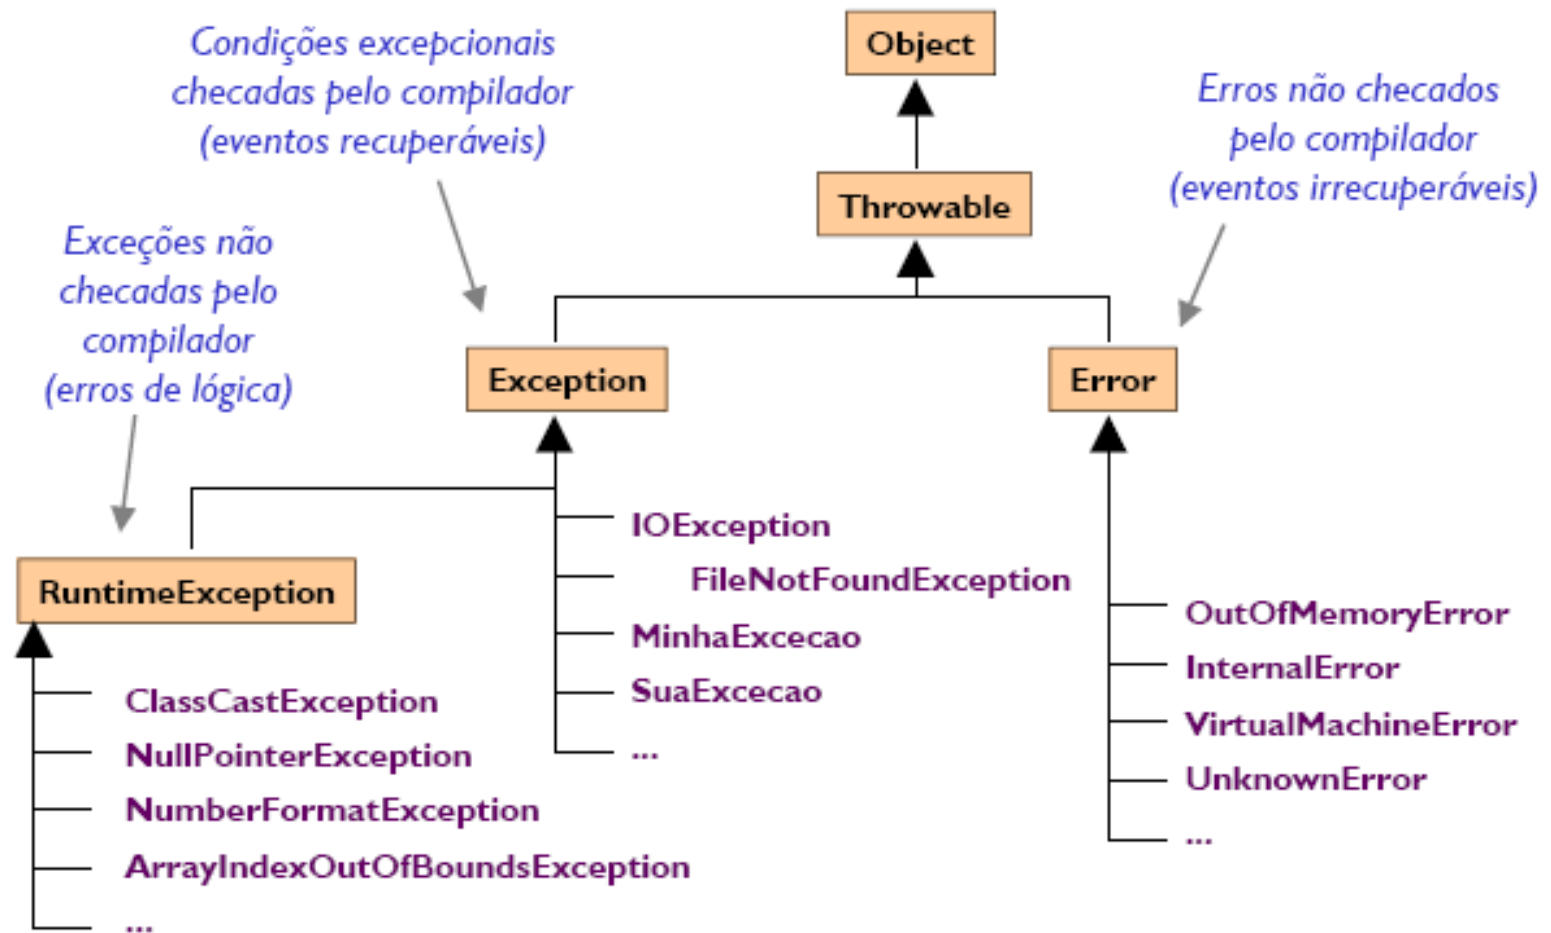 Condições excepcionais
checadas pelo compilador
(eventos recuperáveis)
Object
Erros não checados
pelo compilador
(eventos irrecuperáveis)
Throwable
Exceções não
checadas pelo
compilador
(erros de lógica)
Exception
Error
RuntimeException
IOException
FileNotFoundException
MinhaExcecao
SuaExcecao
...
OutOfMemoryError
InternalError
VirtualMachineError
UnknownError
...
ClassCastException
NullPointerException
NumberFormatException
ArrayIndexOutOfBoundsException
...